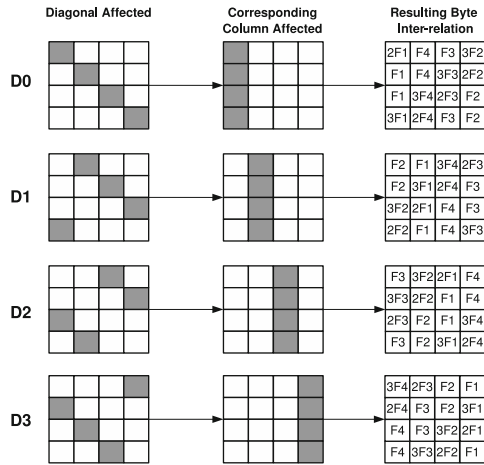 Diagonal Affected
Corresponding
Column Affected
Resulting Byte
Inter-relation
D0
2F1 F4 F3 3F2
F1 F4 3F3 2F2
F1 3F4 2F3 F2
3F1 2F4 F3 F2
D1
F2 F1 3F4 2F3
F2 3F1 2F4 F3
3F2 2F1 F4 F3
2F2 F1 F4 3F3
D2
F3 3F2 2F1 F4
3F3 2F2 F1 F4
2F3 F2 F1 3F4
F3 F2 3F1 2F4
D3
3F4 2F3 F2 F1
2F4 F3 F2 3F1
F4 F3 3F2 2F1
F4 3F3 2F2 F1